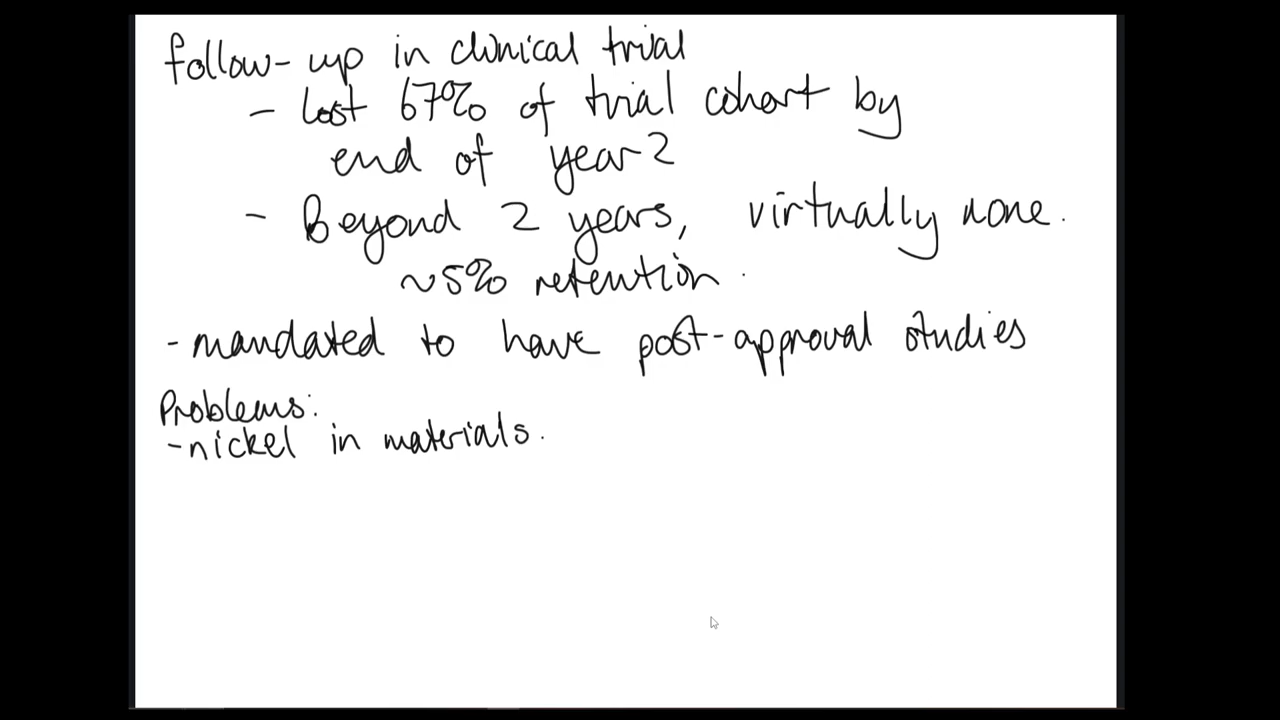 follow-up in clinical trial
- lost 67% of trial cohort by
end of year 2
- Beyond 2 years, virtually none.
~5% retention.
- mandated to have post-approval studies
Problems:
- nickel in materials.